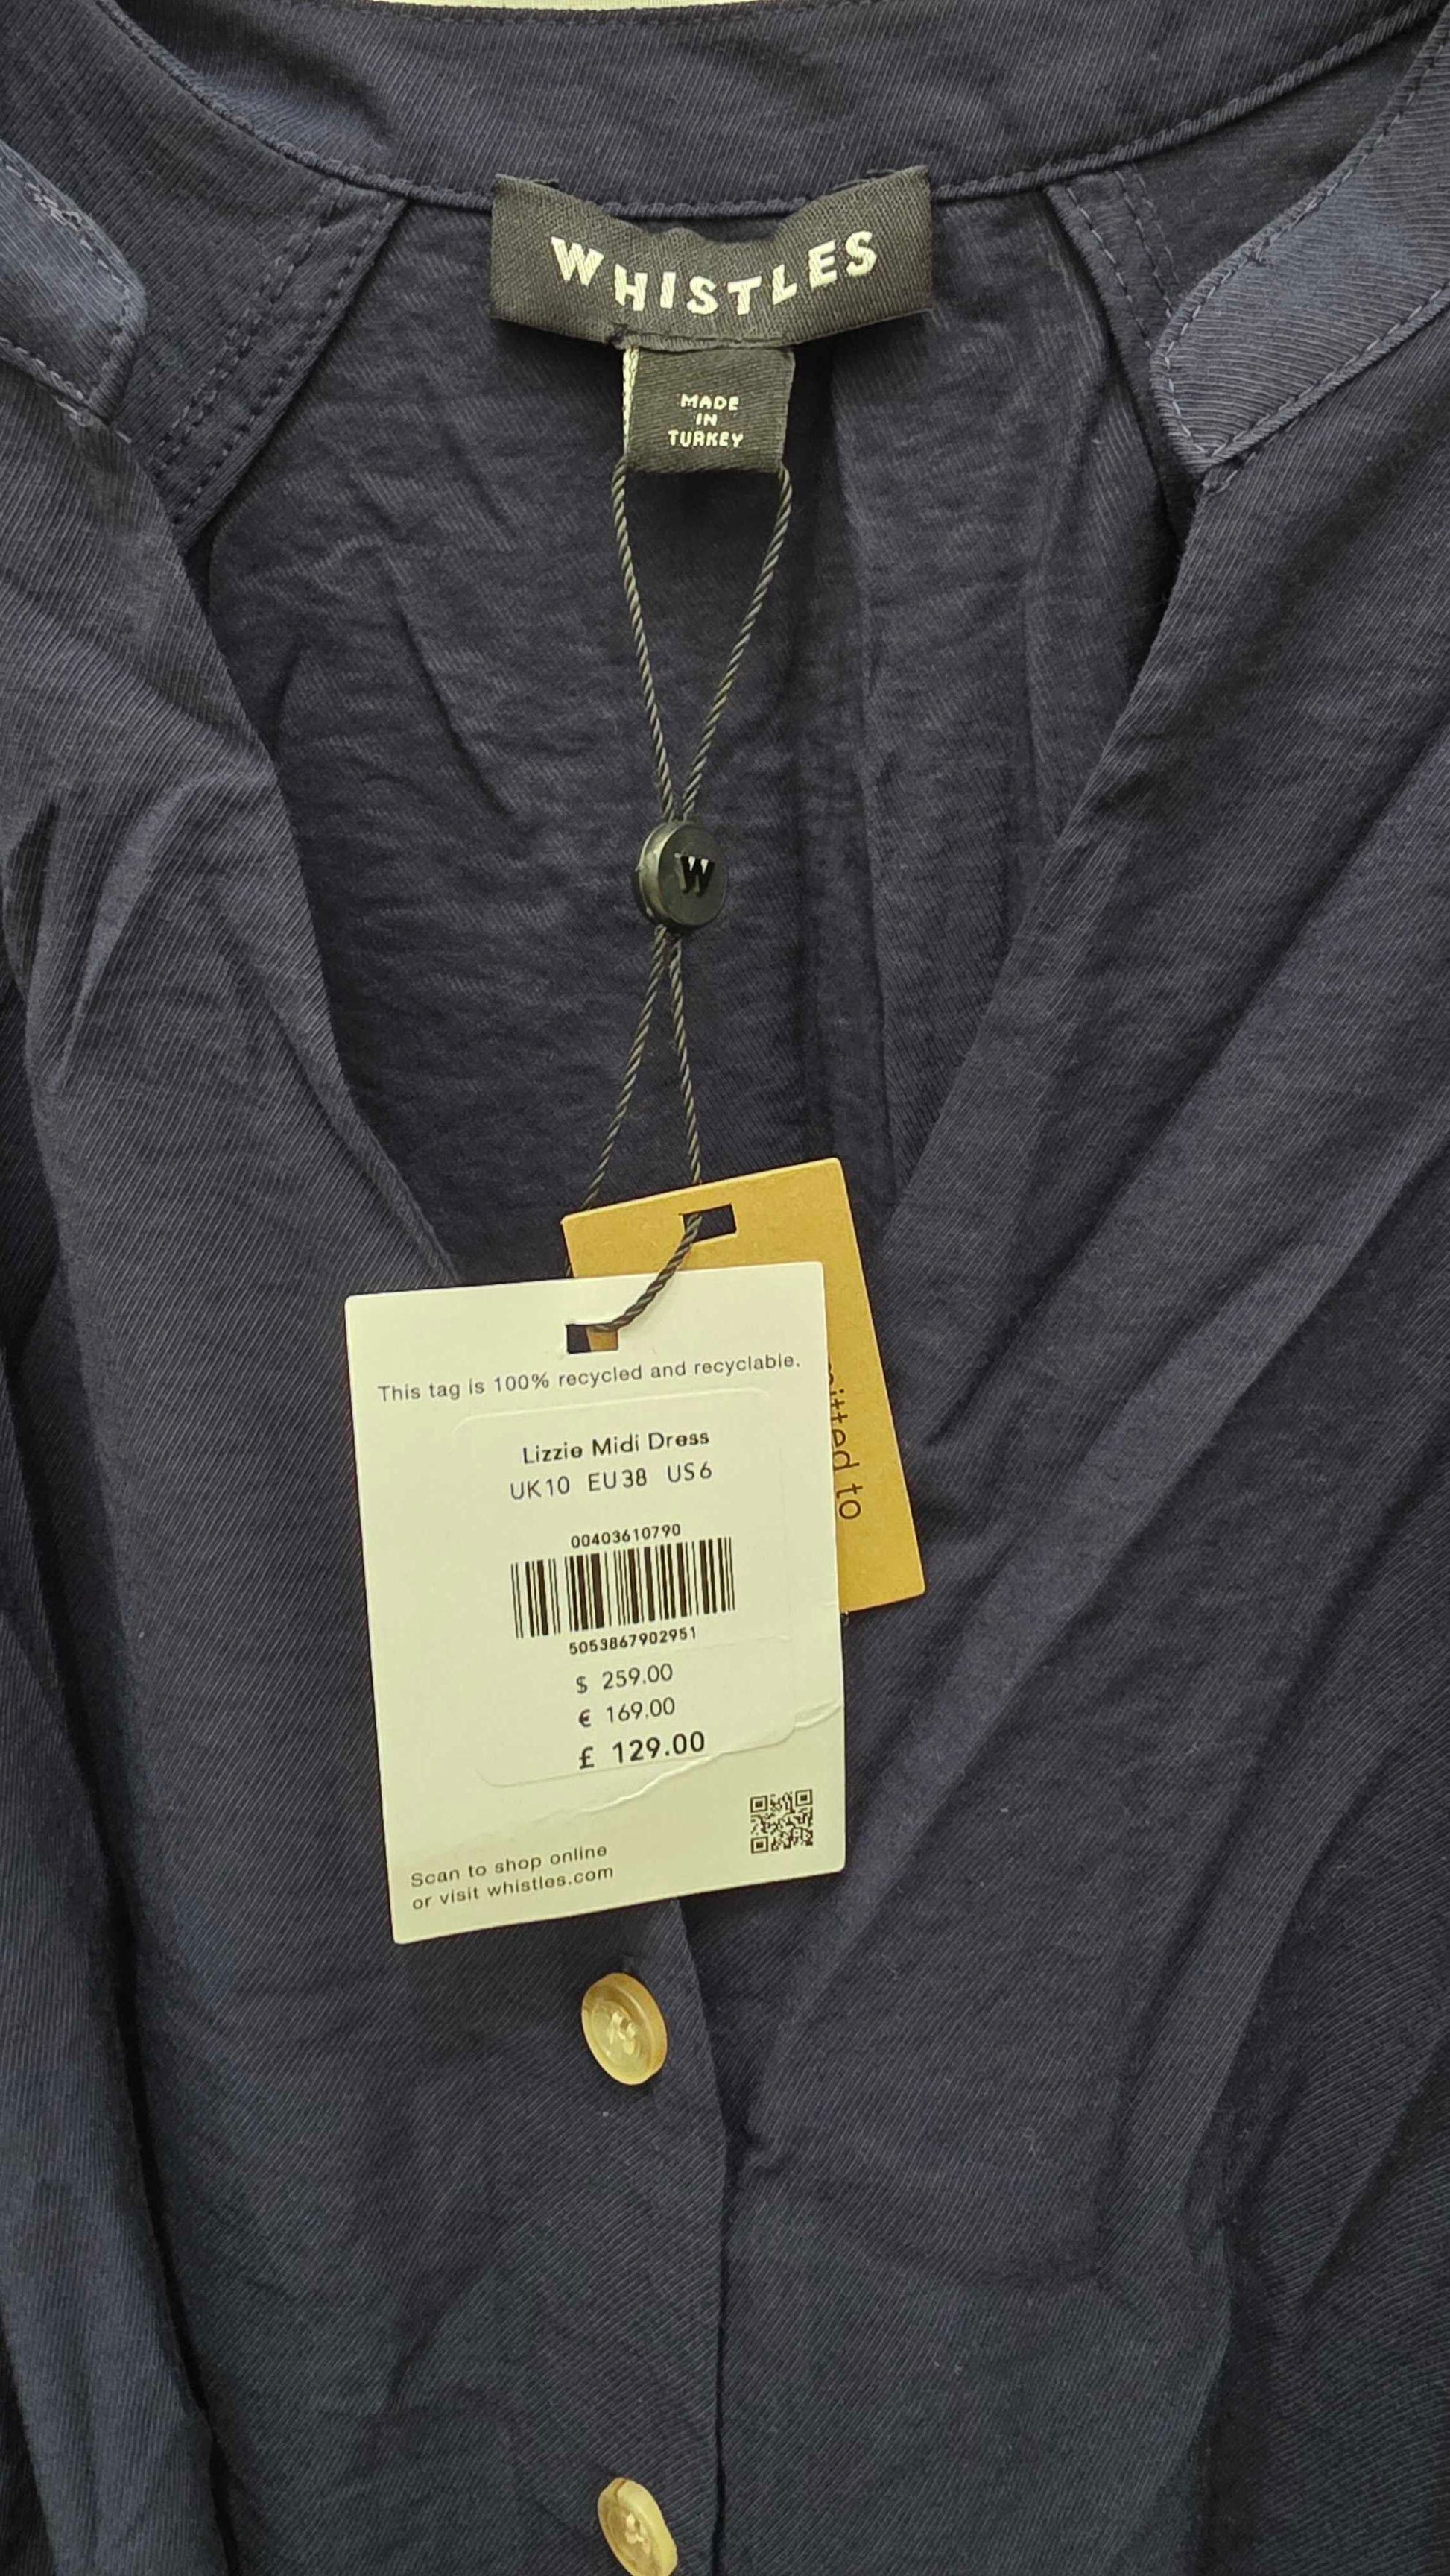 WHISTLES
MADE
IN
TURKEY
W
This tag is 100% recycled and recyclable.
Lizzie Midi Dress
UK10 EU38 US6
00403610790
5053867902951
$ 259.00
€ 169.00
£ 129.00
Scan to shop online
or visit whistles.com
to